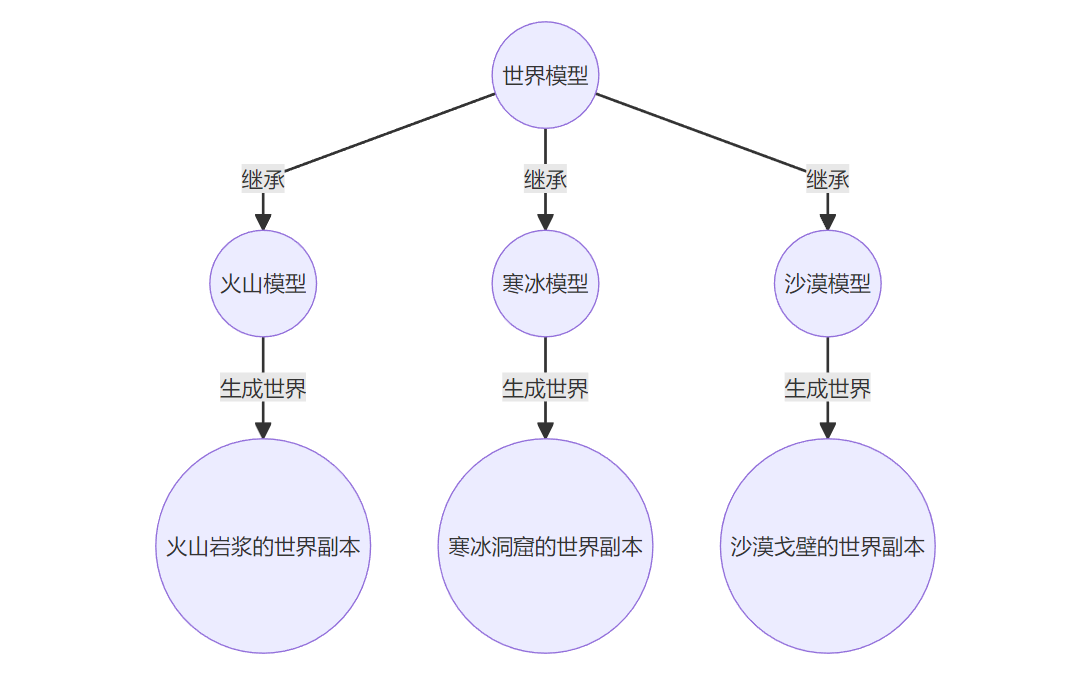 世界模型
继承
继承
继承
火山模型
寒冰模型
沙漠模型
生成世界
生成世界
生成世界
火山岩浆的世界副本
寒冰洞窟的世界副本
沙漠戈壁的世界副本